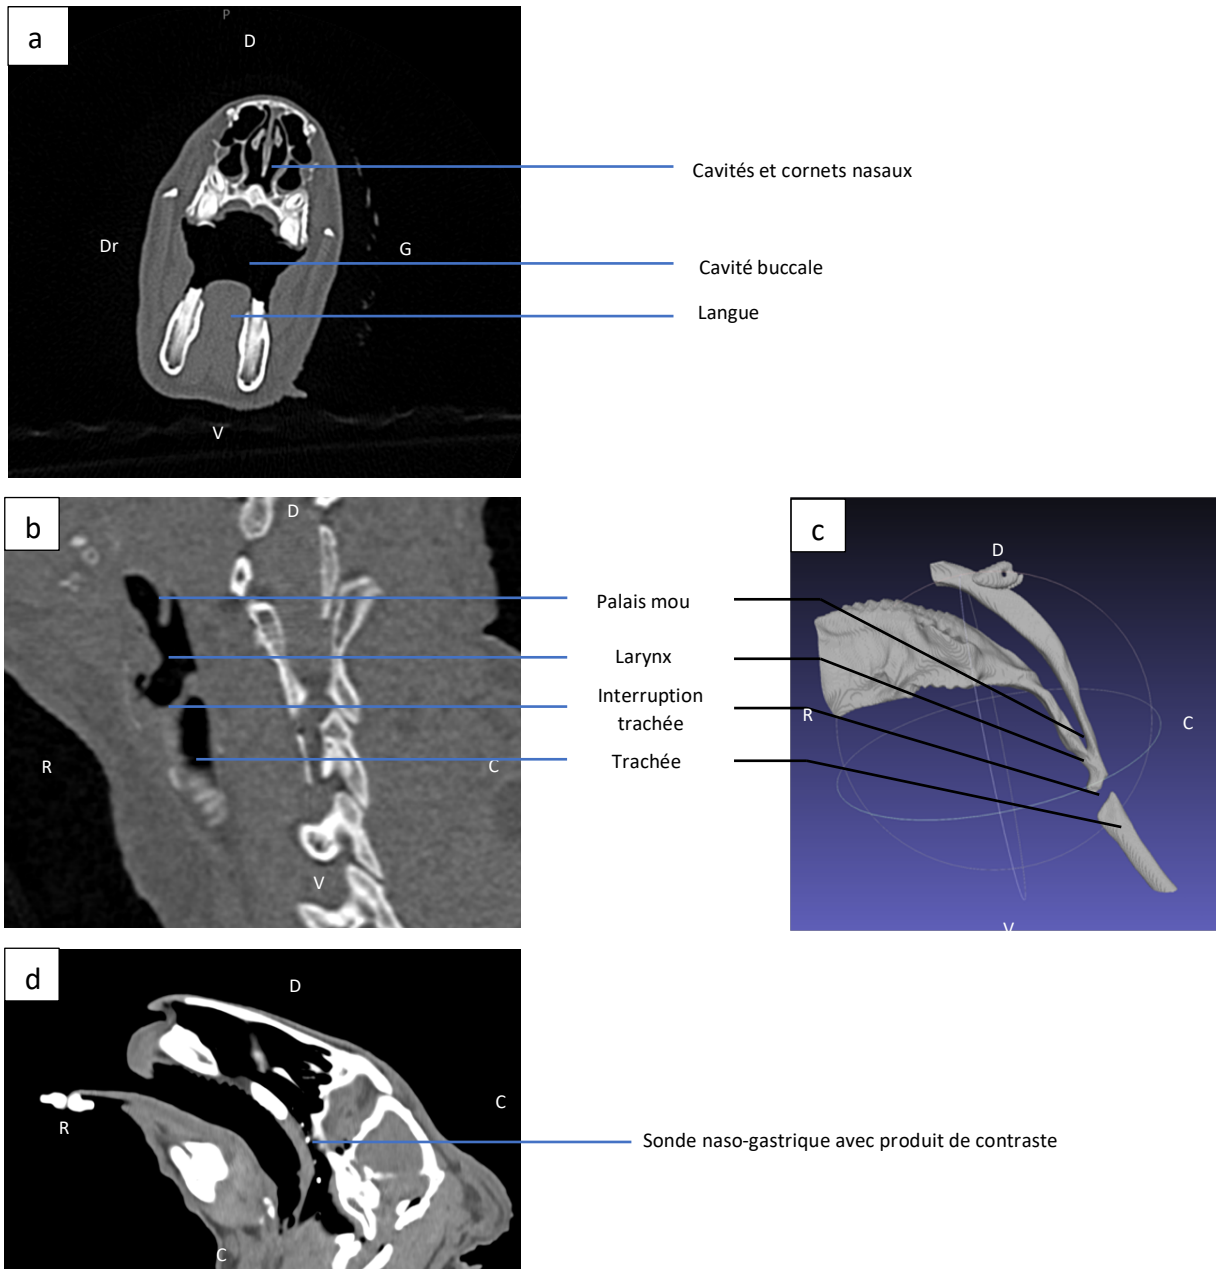 a
P
D
Dr
G
V
Cavités et cornets nasaux
Cavité buccale
Langue
b
D
R
C
V
Palais mou
Larynx
Interruption
trachée
Trachée
c
D
R
C
V
d
D
R
C
C
Sonde naso-gastrique avec produit de contraste